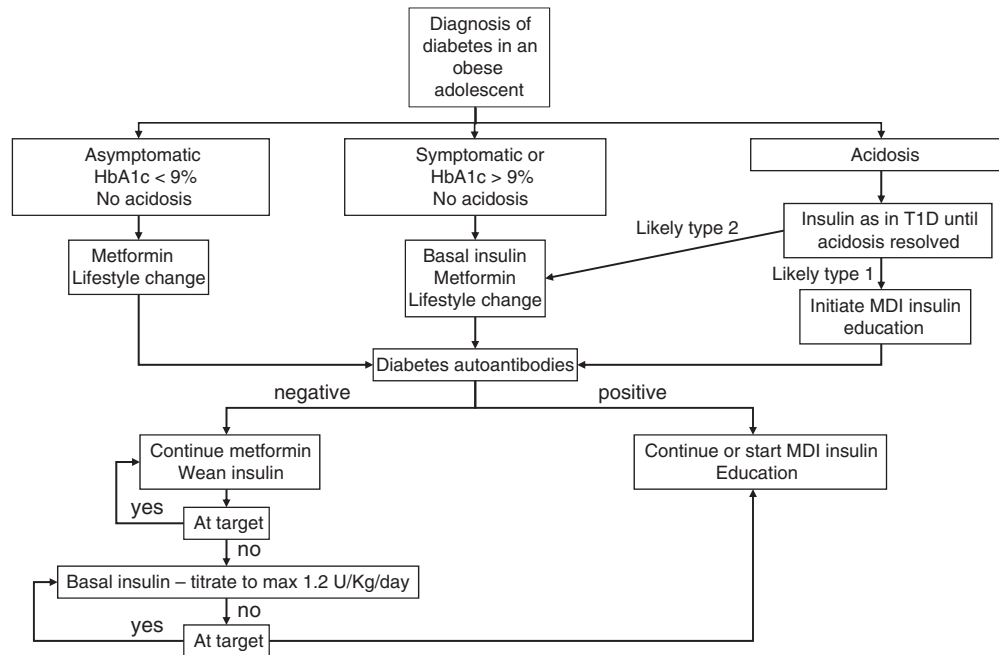 Diagnosis of
diabetes in an
obese
adolescent
Asymptomatic
HbA1c < 9%
No acidosis
Symptomatic or
HbA1c > 9%
No acidosis
Acidosis
Metformin
Lifestyle change
Basal insulin
Metformin
Lifestyle change
Likely type 2
Insulin as in T1D until
acidosis resolved
Likely type 1
Initiate MDI insulin
education
Diabetes autoantibodies
negative
positive
Continue metformin
Wean insulin
Continue or start MDI insulin
Education
yes
At target
no
Basal insulin – titrate to max 1.2 U/Kg/day
no
yes
At target